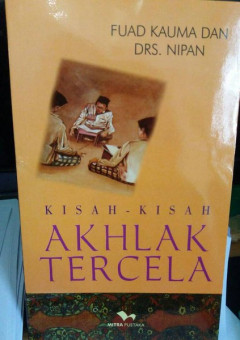 FUAD KAUMA DAN
DRS. NIPAN
KISAH - KISAH
AKHLAK
TERCELA
MITRA PUSTAKA